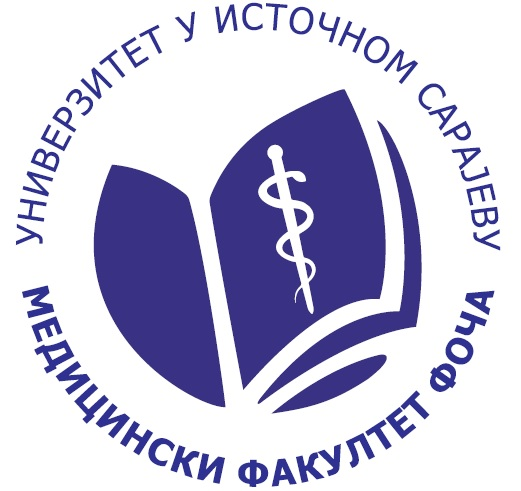 УНИВЕРЗИТЕТ У ИСТОЧНОМ САРАЈЕВУ
МЕДИЦИНСКИ ФАКУЛТЕТ ФОЧА